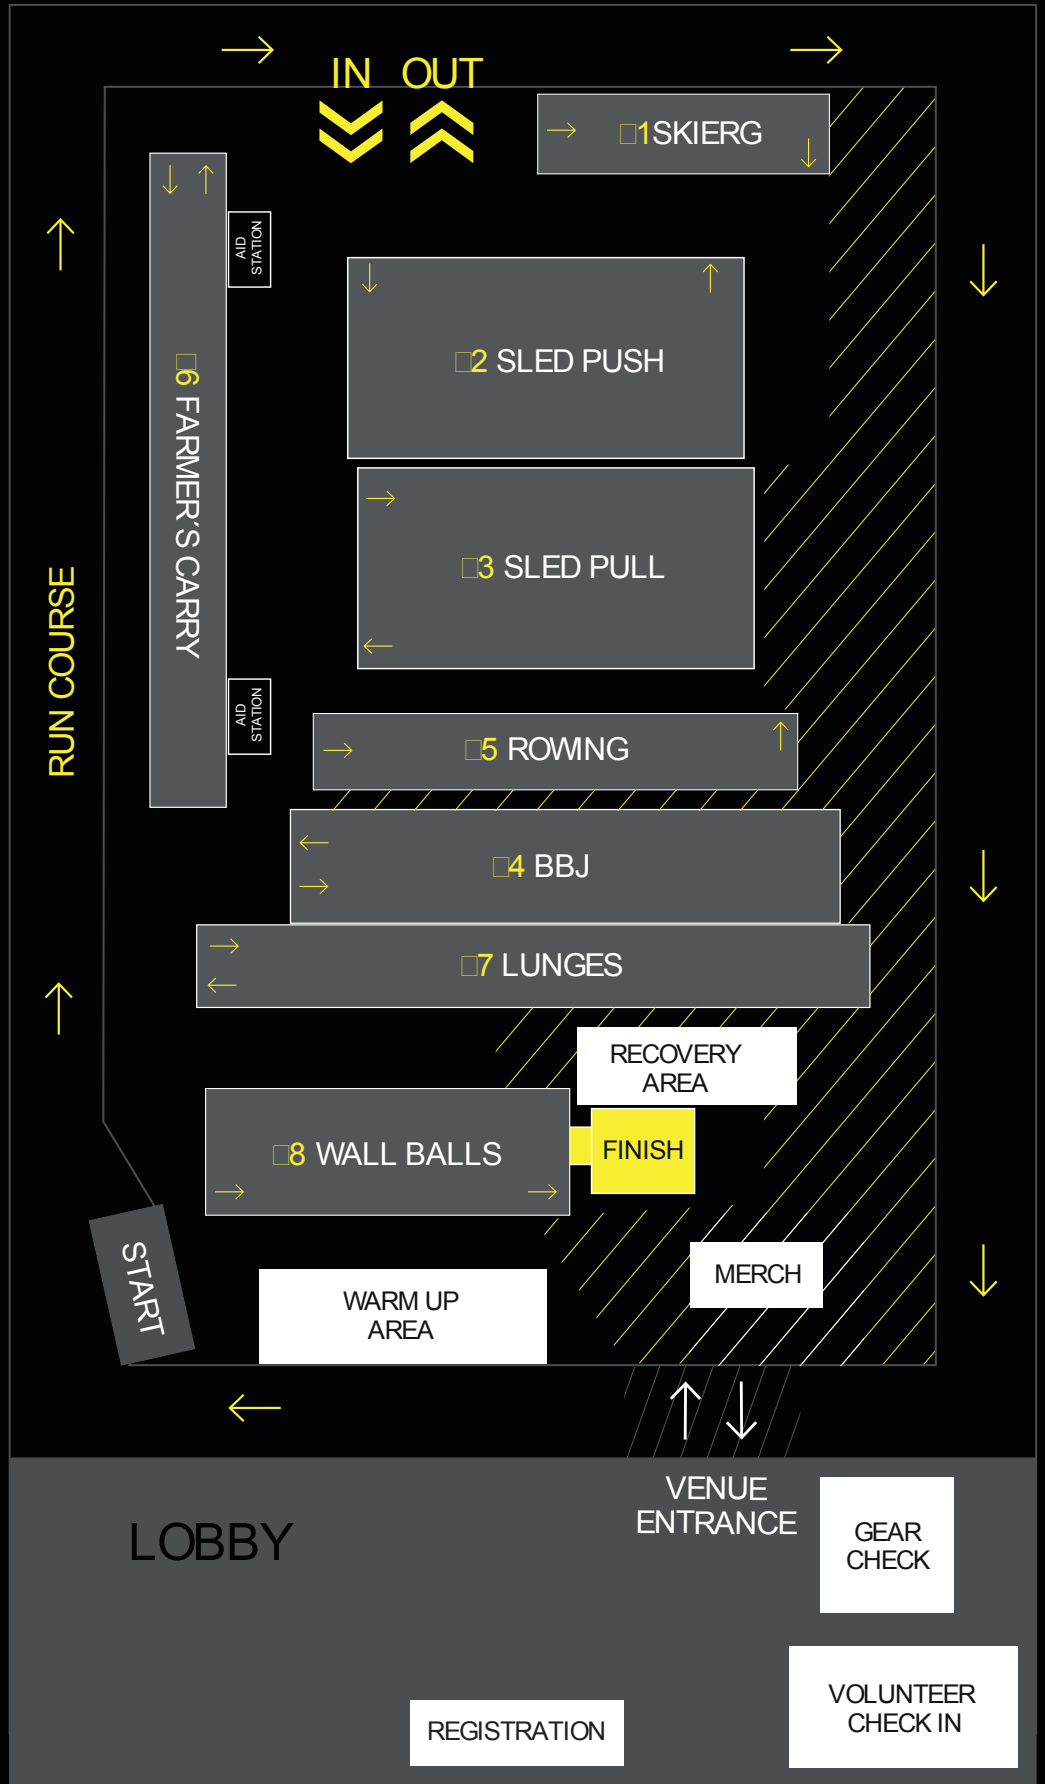 IN OUT
□1SKIERG
AID
STATION
□2 SLED PUSH
□6 FARMER´S CARRY
□3 SLED PULL
RUN COURSE
AID
STATION
□5 ROWING
□4 BBJ
□7 LUNGES
RECOVERY
AREA
□8 WALL BALLS
FINISH
START
MERCH
WARM UP
AREA
VENUE
ENTRANCE
LOBBY
GEAR
CHECK
VOLUNTEER
CHECK IN
REGISTRATION